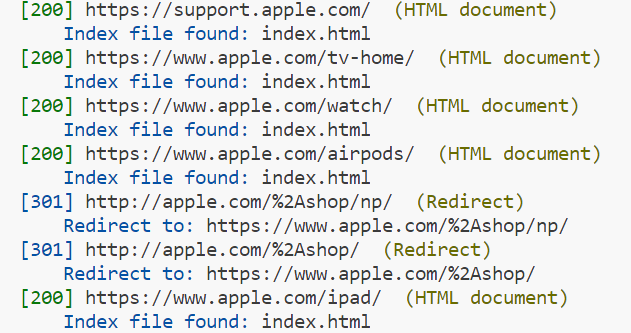 [200] https://support.apple.com/ (HTML document)
Index file found: index.html
[200] https://www.apple.com/tv-home/ (HTML document)
Index file found: index.html
[200] https://www.apple.com/watch/ (HTML document)
Index file found: index.html
[200] https://www.apple.com/airpods/ (HTML document)
Index file found: index.html
[301] http://apple.com/%2Ashop/np/ (Redirect)
Redirect to: https://www.apple.com/%2Ashop/np/
[301] http://apple.com/%2Ashop/ (Redirect)
Redirect to: https://www.apple.com/%2Ashop/
[200] https://www.apple.com/ipad/ (HTML document)
Index file found: index.html